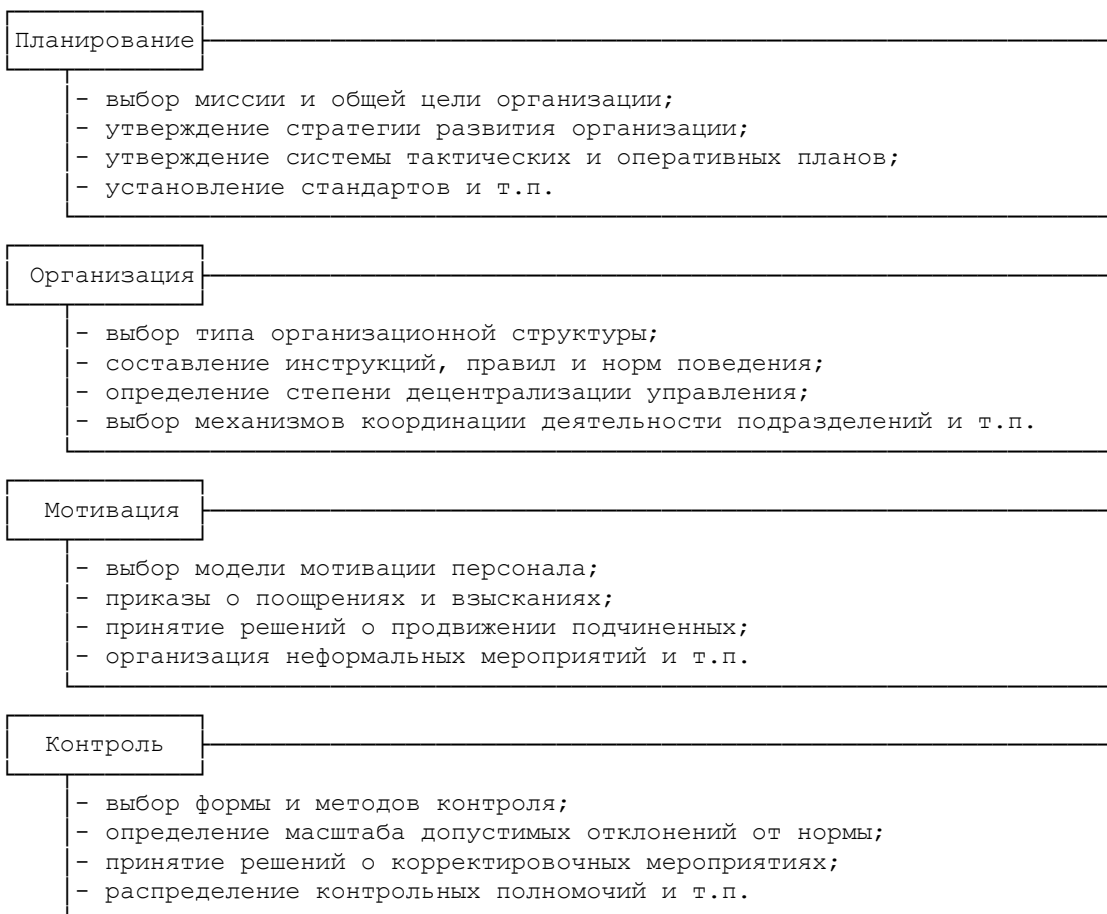 Планирование
- выбор миссии и общей цели организации;
- утверждение стратегии развития организации;
- утверждение системы тактических и оперативных планов;
- установление стандартов и т.п.
Организация
- выбор типа организационной структуры;
- составление инструкций, правил и норм поведения;
- определение степени децентрализации управления;
- выбор механизмов координации деятельности подразделений и т.п.
Мотивация
- выбор модели мотивации персонала;
- приказы о поощрениях и взысканиях;
- принятие решений о продвижении подчиненных;
- организация неформальных мероприятий и т.п.
Контроль
- выбор формы и методов контроля;
- определение масштаба допустимых отклонений от нормы;
- принятие решений о корректировочных мероприятиях;
- распределение контрольных полномочий и т.п.